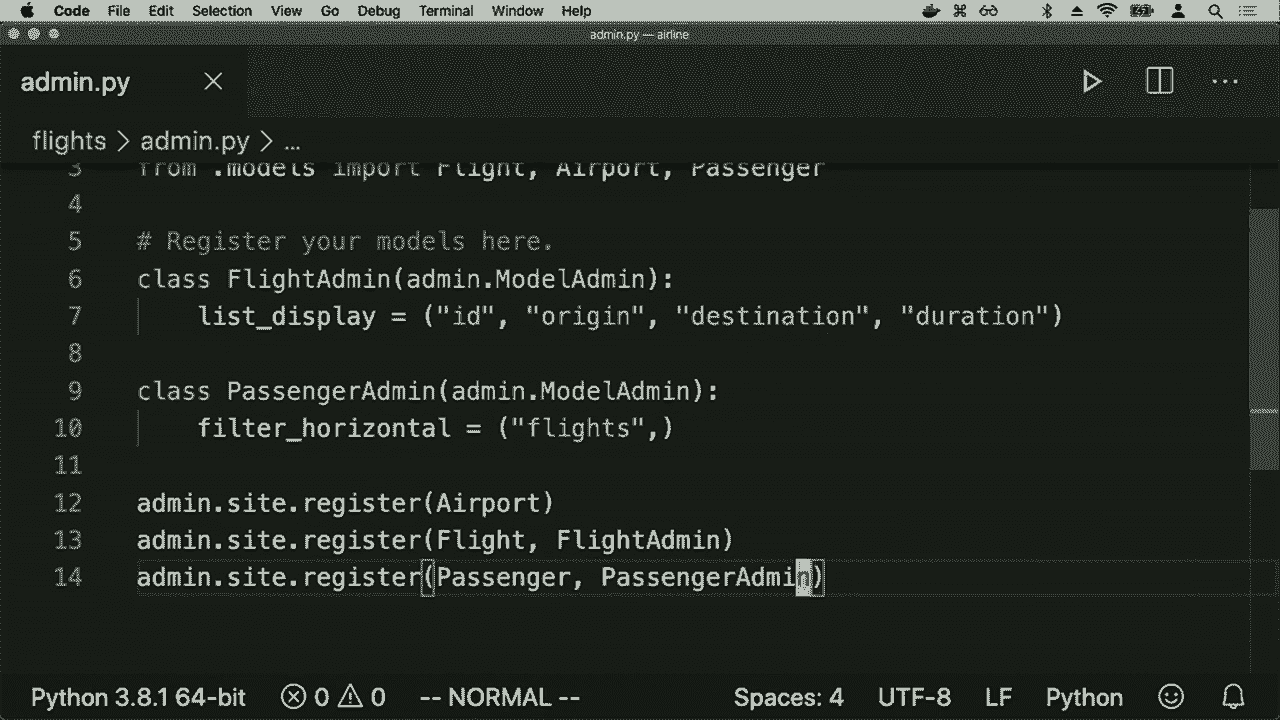 Code File Edit Selection View Go Debug Terminal Window Help
admin.py — airline
admin.py
flights > admin.py > ...
3 from .models import Flight, Airport, Passenger
4
5 # Register your models here.
6 class FlightAdmin(admin.ModelAdmin):
7 list_display = ("id", "origin", "destination", "duration")
8
9 class PassengerAdmin(admin.ModelAdmin):
10 filter_horizontal = ("flights",)
11
12 admin.site.register(Airport)
13 admin.site.register(Flight, FlightAdmin)
14 admin.site.register(Passenger, PassengerAdmin)
Python 3.8.1 64-bit 0 0 -- NORMAL -- Spaces: 4 UTF-8 LF Python